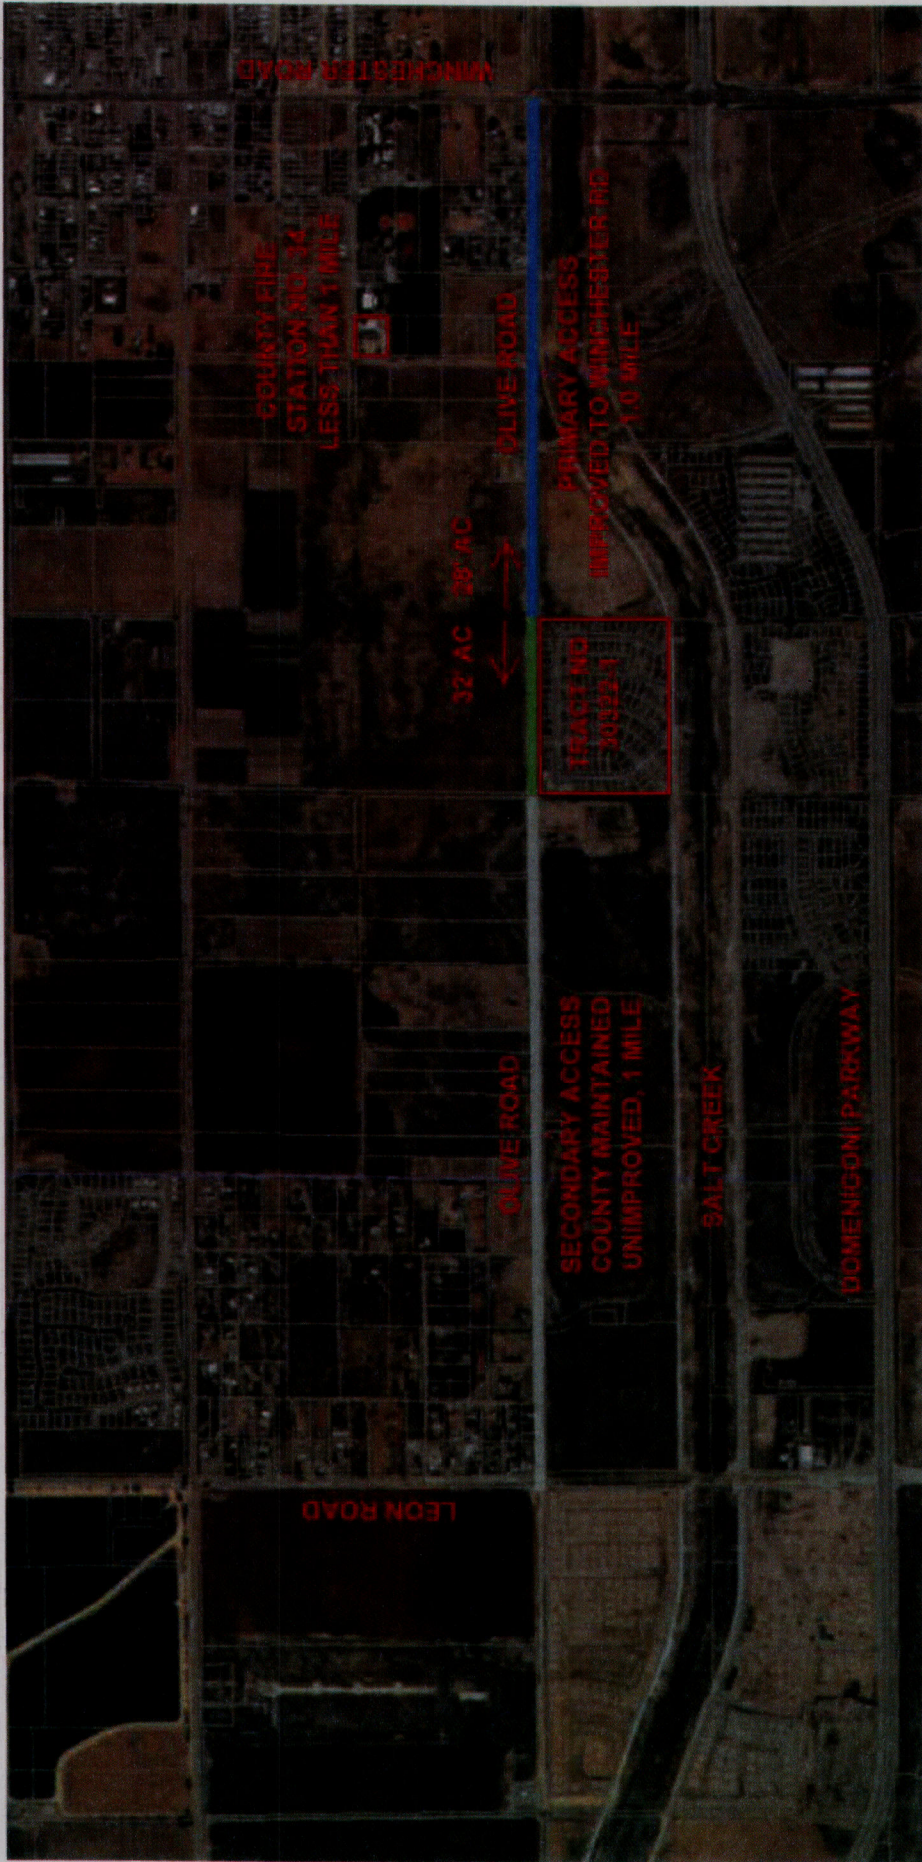 WINCHESTER ROAD
COUNTY FIRE
STATION NO. 34
LESS THAN 1 MILE
OLIVE ROAD
PRIMARY ACCESS
IMPROVED TO WINCHESTER RD
1.0 MILE
32' AC
28' AC
TRACT NO
30322-1
OLIVE ROAD
SECONDARY ACCESS
COUNTY MAINTAINED
UNIMPROVED, 1 MILE
SALT CREEK
DOMENIGONI PARKWAY
LEON ROAD